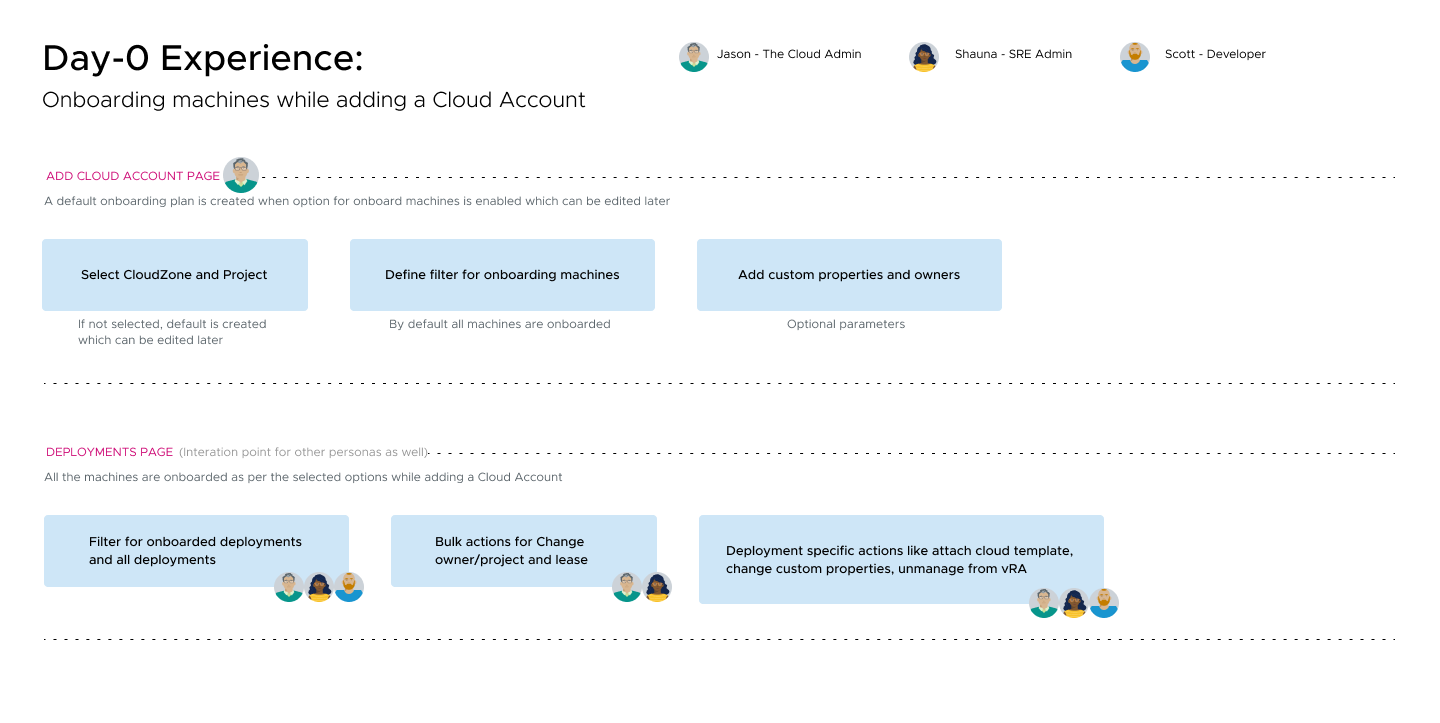 Day-0 Experience:
Onboarding machines while adding a Cloud Account
Jason - The Cloud Admin
Shauna - SRE Admin
Scott - Developer
ADD CLOUD ACCOUNT PAGE
A default onboarding plan is created when option for onboard machines is enabled which can be edited later
Select CloudZone and Project
If not selected, default is created
which can be edited later
Define filter for onboarding machines
By default all machines are onboarded
Add custom properties and owners
Optional parameters
DEPLOYMENTS PAGE (Interation point for other personas as well)
All the machines are onboarded as per the selected options while adding a Cloud Account
Filter for onboarded deployments
and all deployments
Bulk actions for Change
owner/project and lease
Deployment specific actions like attach cloud template,
change custom properties, unmanage from vRA